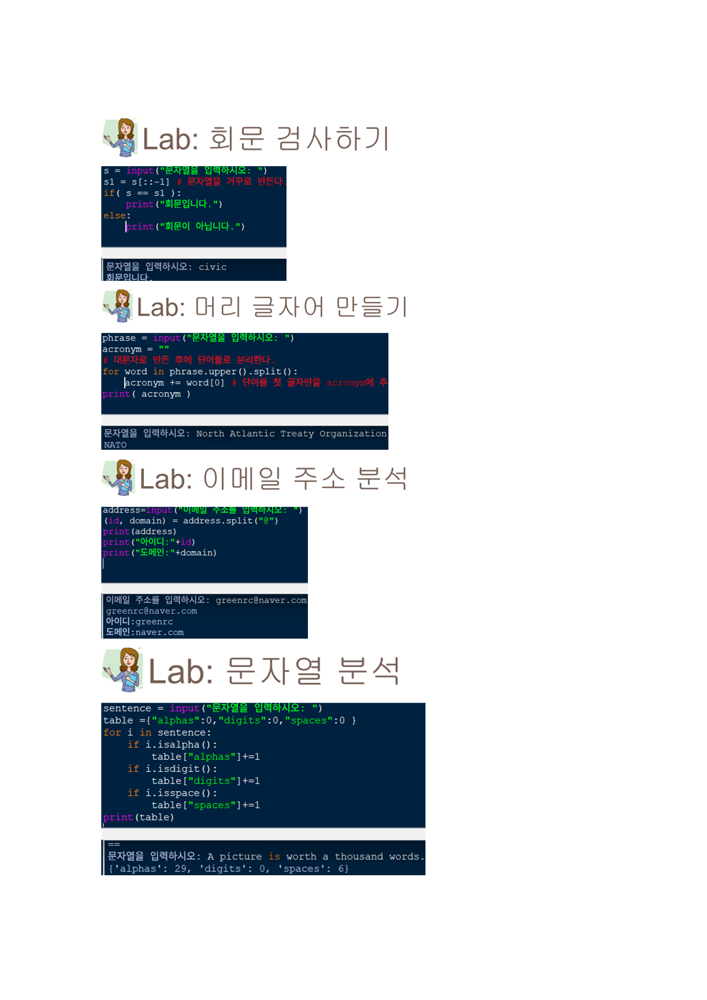 Lab: 회문 검사하기
s = input("문자열을 입력하시오: ")
s1 = s[::-1] # 문자열을 거꾸로 만든다.
if( s == s1 ):
    print("회문입니다.")
else:
    print("회문이 아닙니다.")
문자열을 입력하시오: civic
회문입니다.
Lab: 머리 글자어 만들기
phrase = input("문자열을 입력하시오: ")
acronym = ""
# 대문자로 만든 후에 단어들로 분리한다.
for word in phrase.upper().split():
    acronym += word[0] # 단어를 첫 글자만을 acronym에 추
print( acronym )
문자열을 입력하시오: North Atlantic Treaty Organization
NATO
Lab: 이메일 주소 분석
address=input("이메일 주소를 입력하시오: ")
(id, domain) = address.split("@")
print(address)
print("아이디:"+id)
print("도메인:"+domain)
이메일 주소를 입력하시오: greenrc@naver.com
greenrc@naver.com
아이디:greenrc
도메인:naver.com
Lab: 문자열 분석
sentence = input("문자열을 입력하시오: ")
table ={"alphas":0,"digits":0,"spaces":0 }
for i in sentence:
    if i.isalpha():
        table["alphas"]+=1
    if i.isdigit():
        table["digits"]+=1
    if i.isspace():
        table["spaces"]+=1
print(table)
==
문자열을 입력하시오: A picture is worth a thousand words.
{'alphas': 29, 'digits': 0, 'spaces': 6}